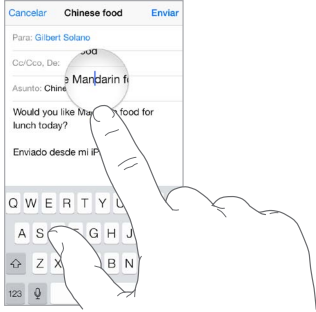 Cancelar Chinese food Enviar
Para: Gilbert Solano
Cc/Cco, De:
Asunto: Chine
e Mandarin f
Would you like Ma food for
lunch today?
Enviado desde mi iP
Q W E R T Y U
A S G H J
Z X B N
123